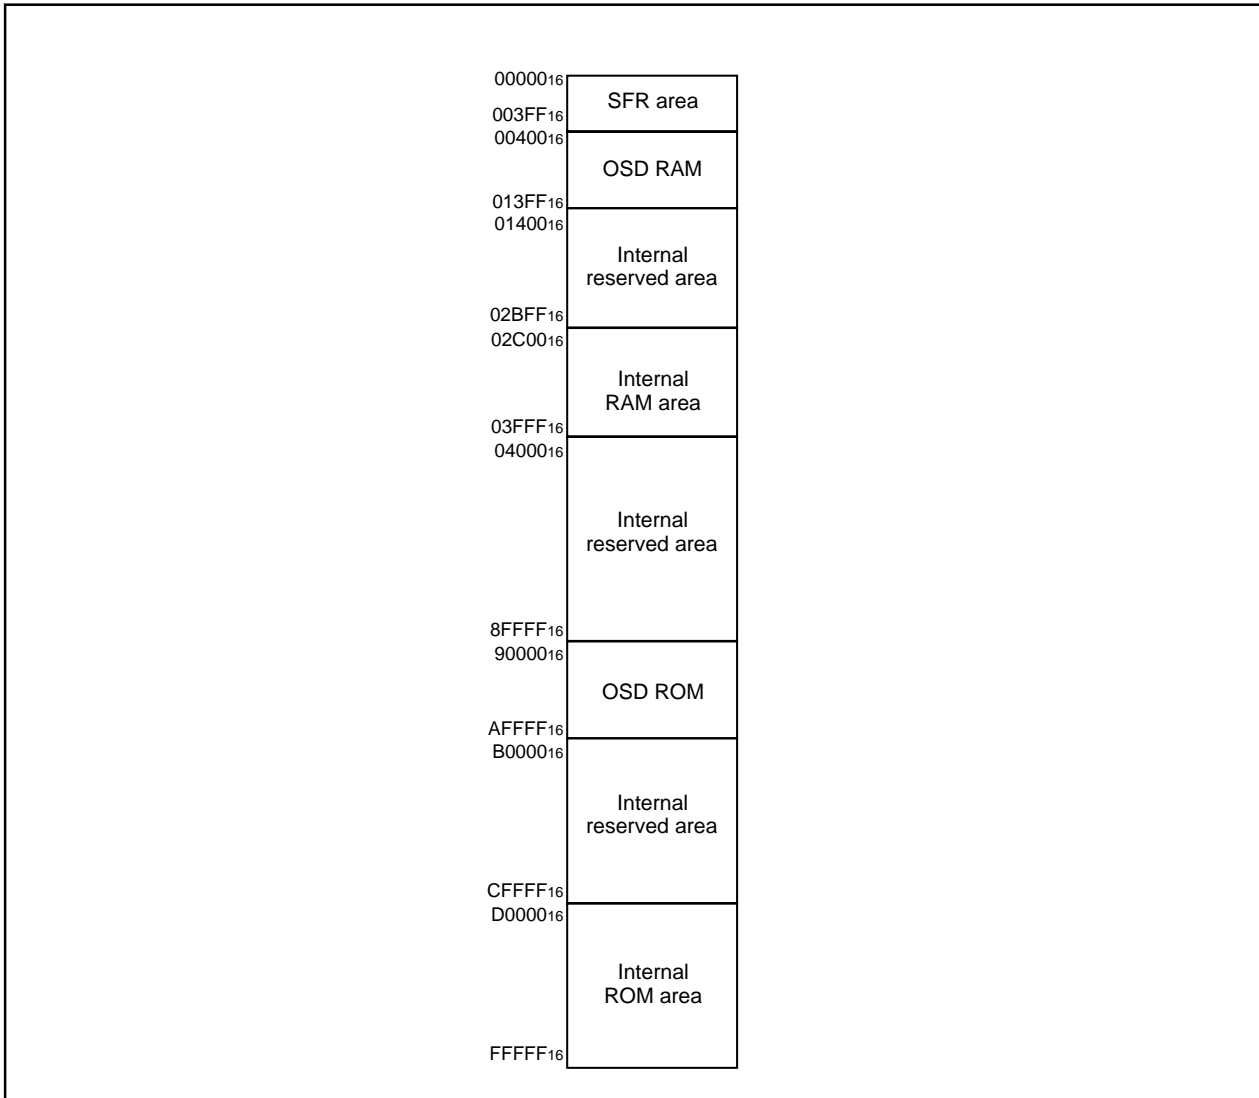 00000₁₆
SFR area
003FF₁₆
00400₁₆
OSD RAM
013FF₁₆
01400₁₆
Internal
reserved area
02BFF₁₆
02C00₁₆
Internal
RAM area
03FFF₁₆
04000₁₆
Internal
reserved area
8FFFF₁₆
90000₁₆
OSD ROM
AFFFF₁₆
B0000₁₆
Internal
reserved area
CFFFF₁₆
D0000₁₆
Internal
ROM area
FFFFF₁₆